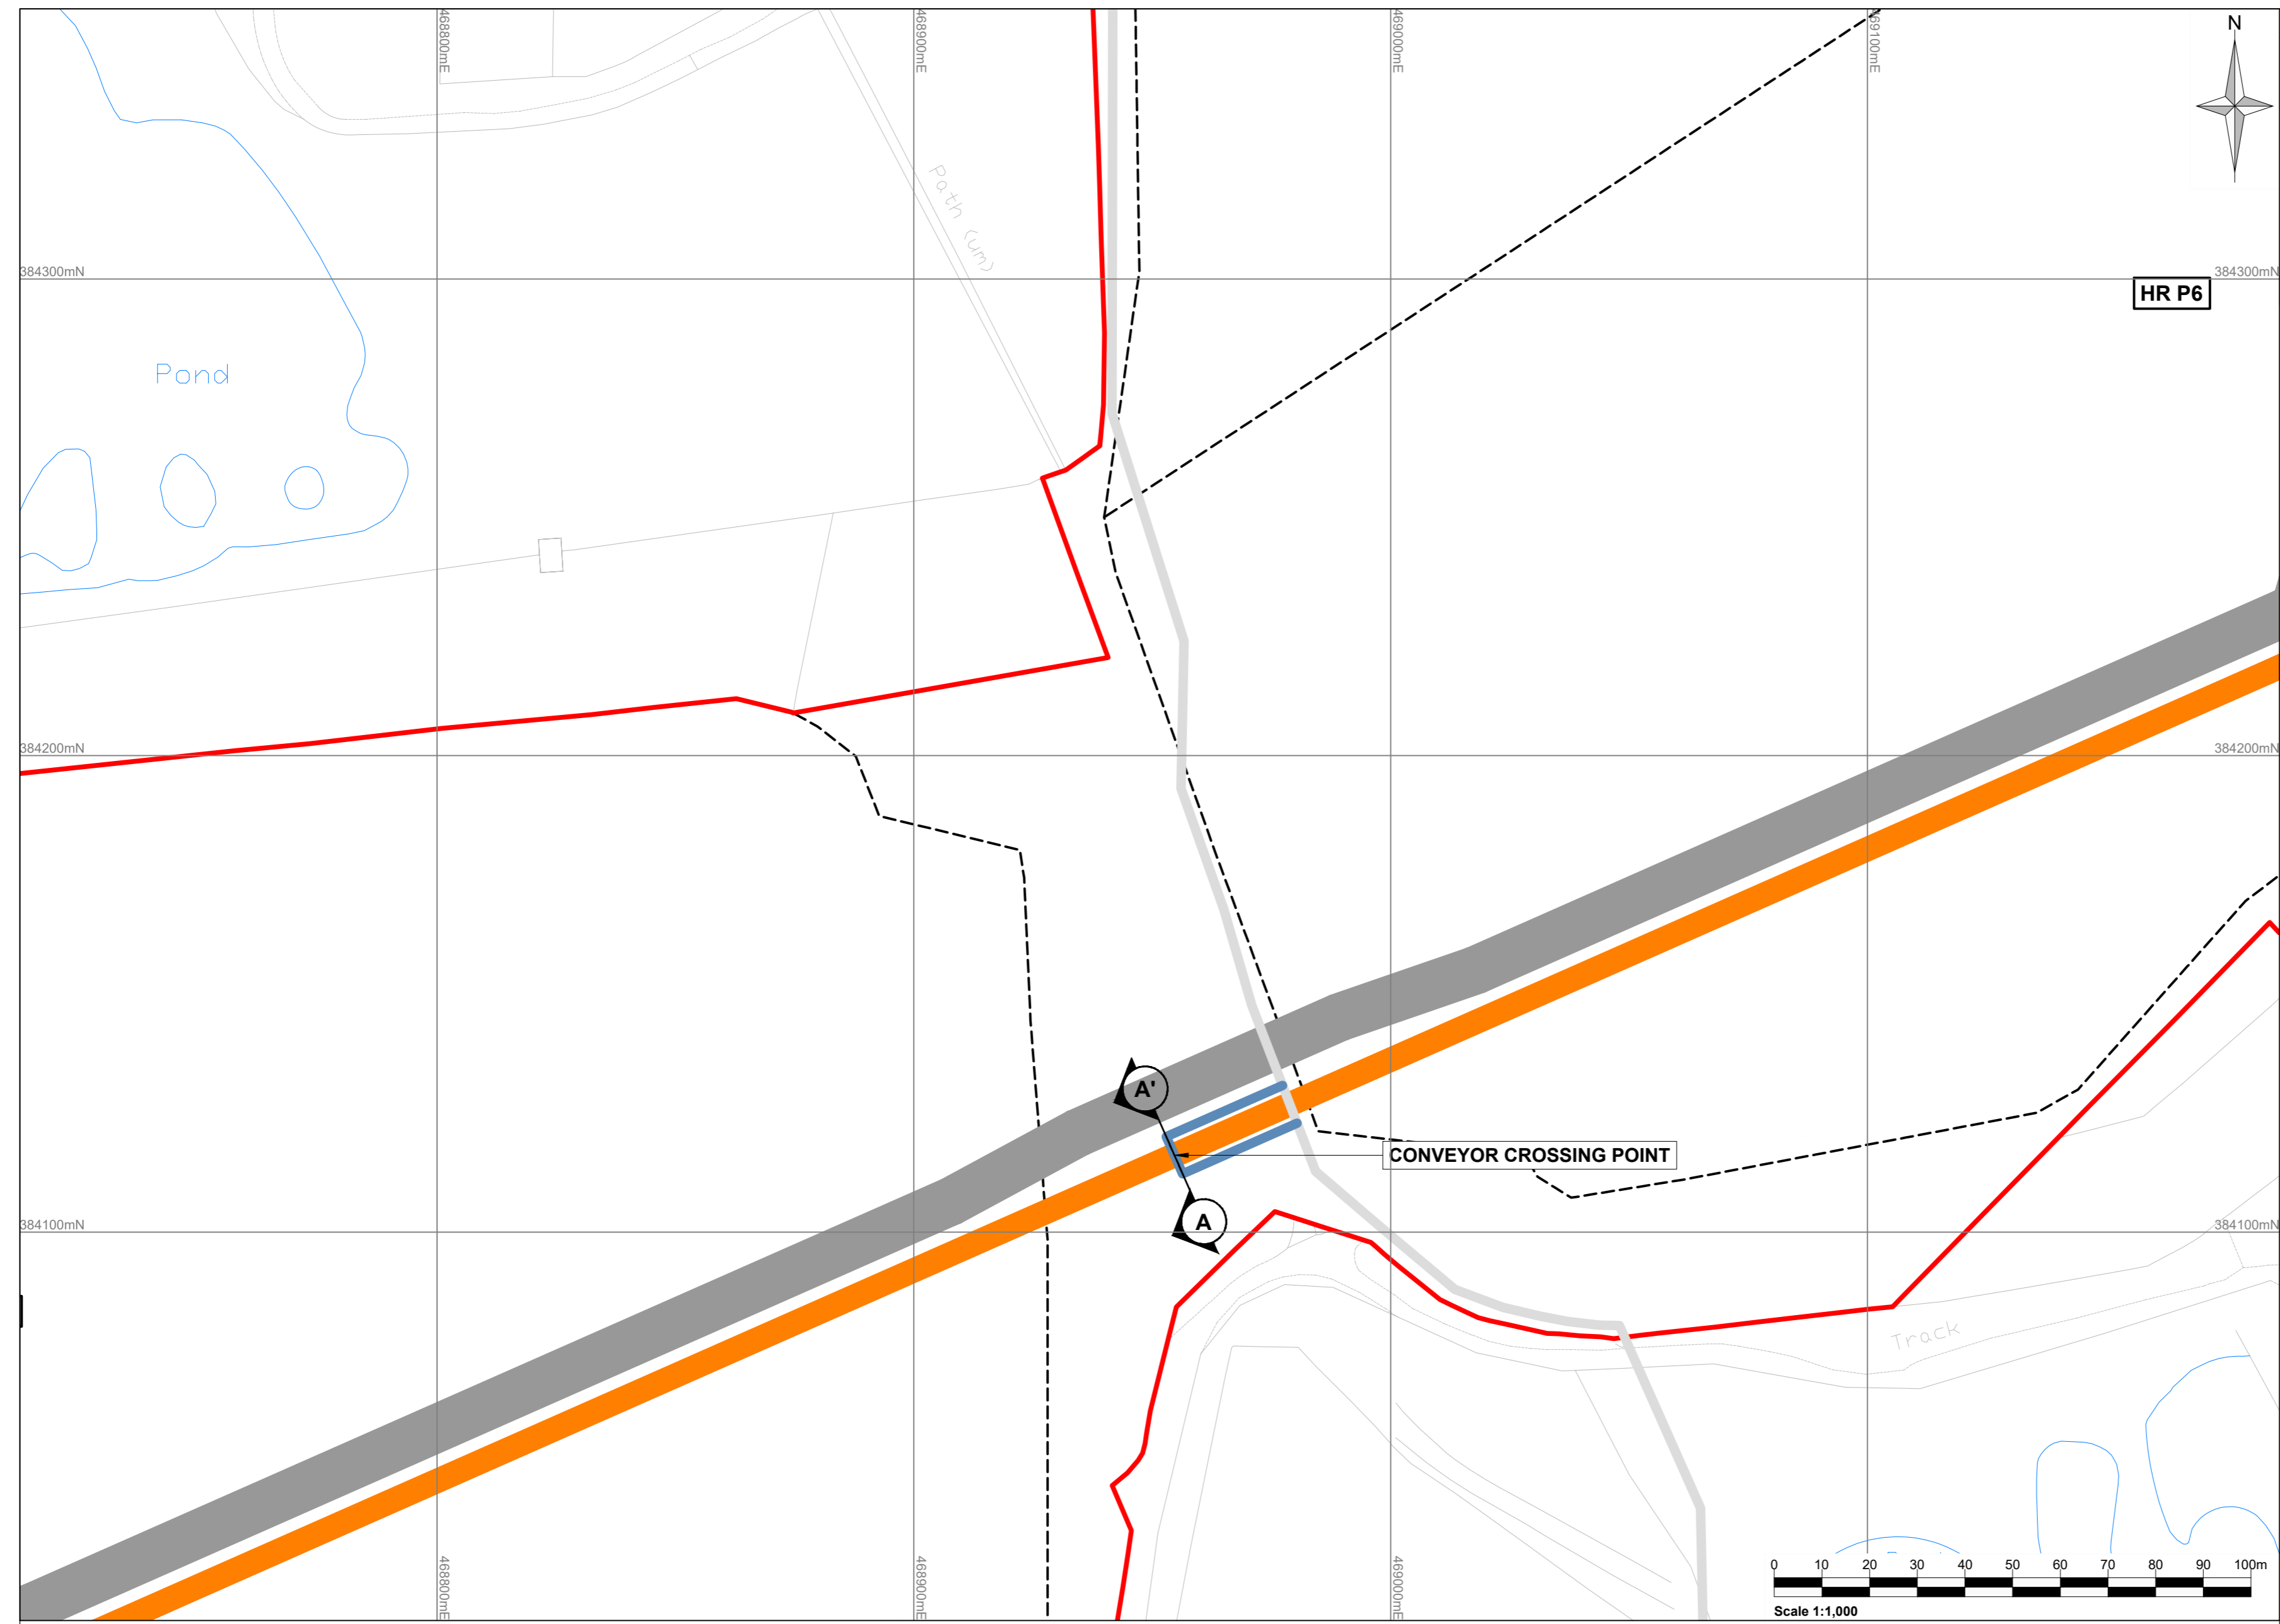 468800mE
468900mE
469000mE
469100mE
N
Path (um)
384300mN
384300mN
HR P6
Pond
384200mN
384200mN
A'
CONVEYOR CROSSING POINT
A
384100mN
384100mN
Track
468800mE
468900mE
469000mE
0 10 20 30 40 50 60 70 80 90 100m
Scale 1:1,000